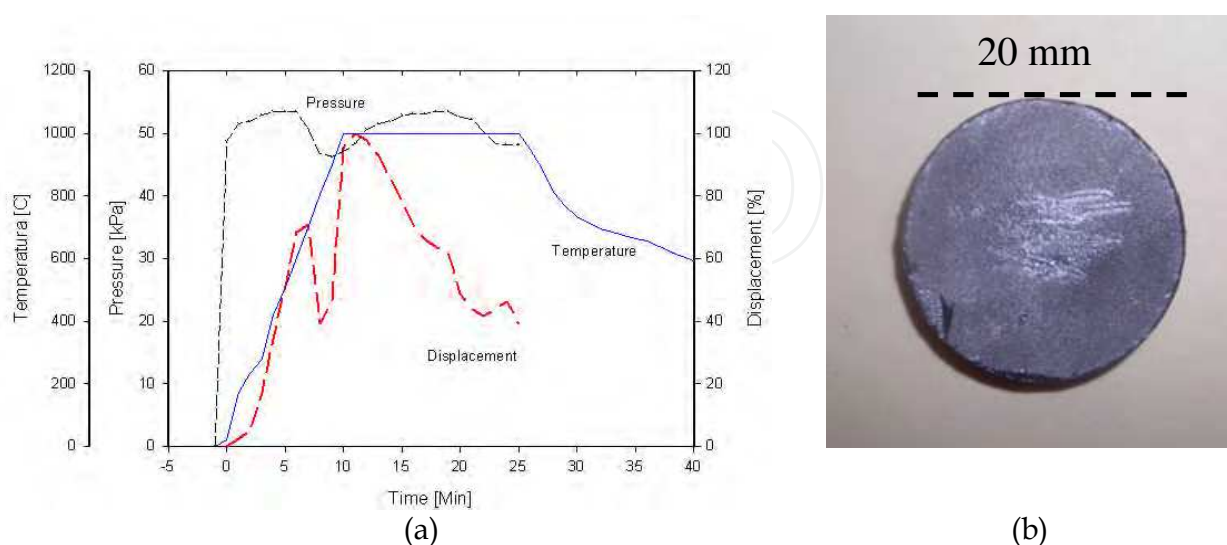 1200
1000
800
600
400
200
0
Temperatura [C]
60
50
40
30
20
10
0
Pressure [kPa]
120
100
80
60
40
20
0
Displacement [%]
Pressure
Temperature
Displacement
-5 0 5 10 15 20 25 30 35 40
Time [Min]
(a)
20 mm
(b)